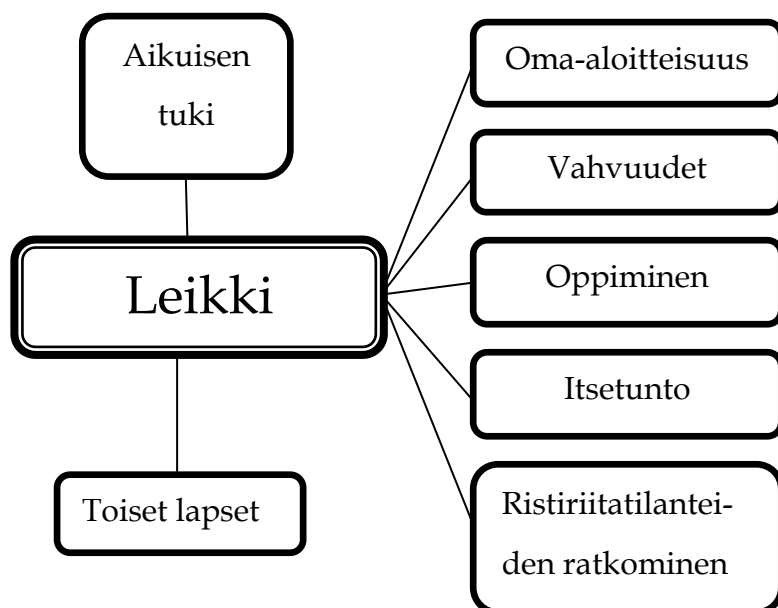 Aikuisen
tuki
Leikki
Toiset lapset
Oma-aloitteisuus
Vahvuudet
Oppiminen
Itsetunto
Ristiriitatilantei-
den ratkominen